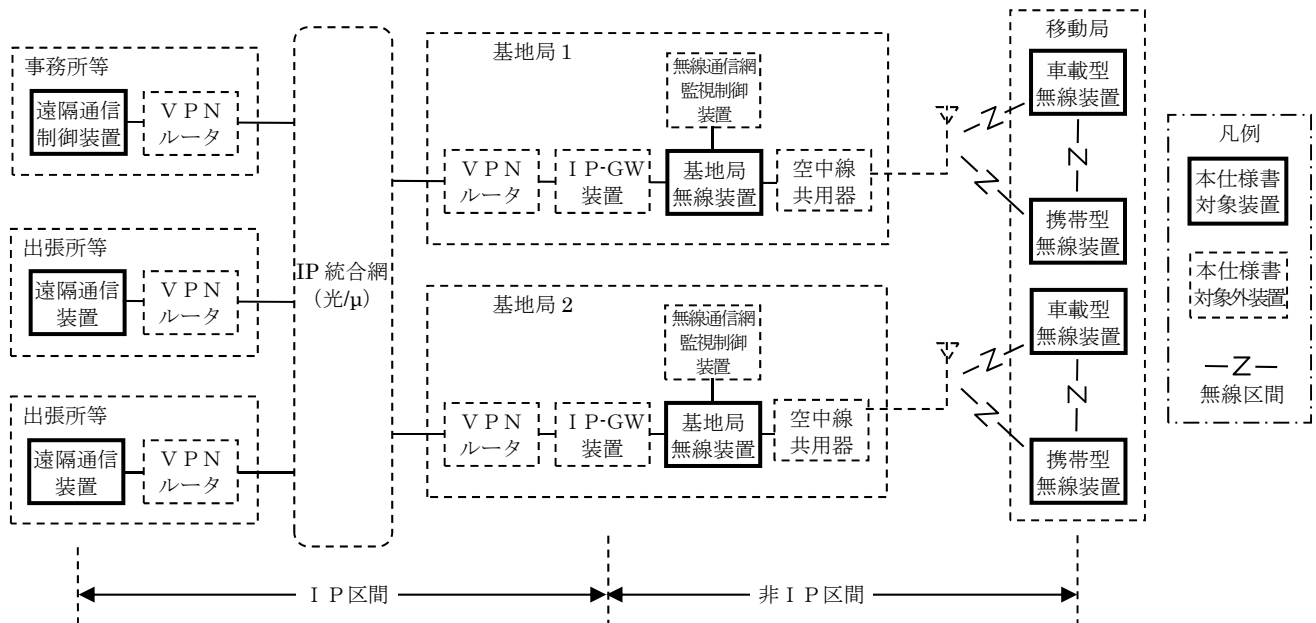 事務所等
遠隔通信
制御装置
ＶＰＮ
ルータ
出張所等
遠隔通信
装置
ＶＰＮ
ルータ
出張所等
遠隔通信
装置
ＶＰＮ
ルータ
IP 統合網
（光/μ）
基地局１
無線通信網
監視制御
装置
ＶＰＮ
ルータ
ＩＰ-GW
装置
基地局
無線装置
空中線
共用器
基地局２
無線通信網
監視制御
装置
ＶＰＮ
ルータ
ＩＰ-GW
装置
基地局
無線装置
空中線
共用器
移動局
車載型
無線装置
携帯型
無線装置
車載型
無線装置
携帯型
無線装置
凡例
本仕様書
対象装置
本仕様書
対象外装置
無線区間
ＩＰ区間
非ＩＰ区間